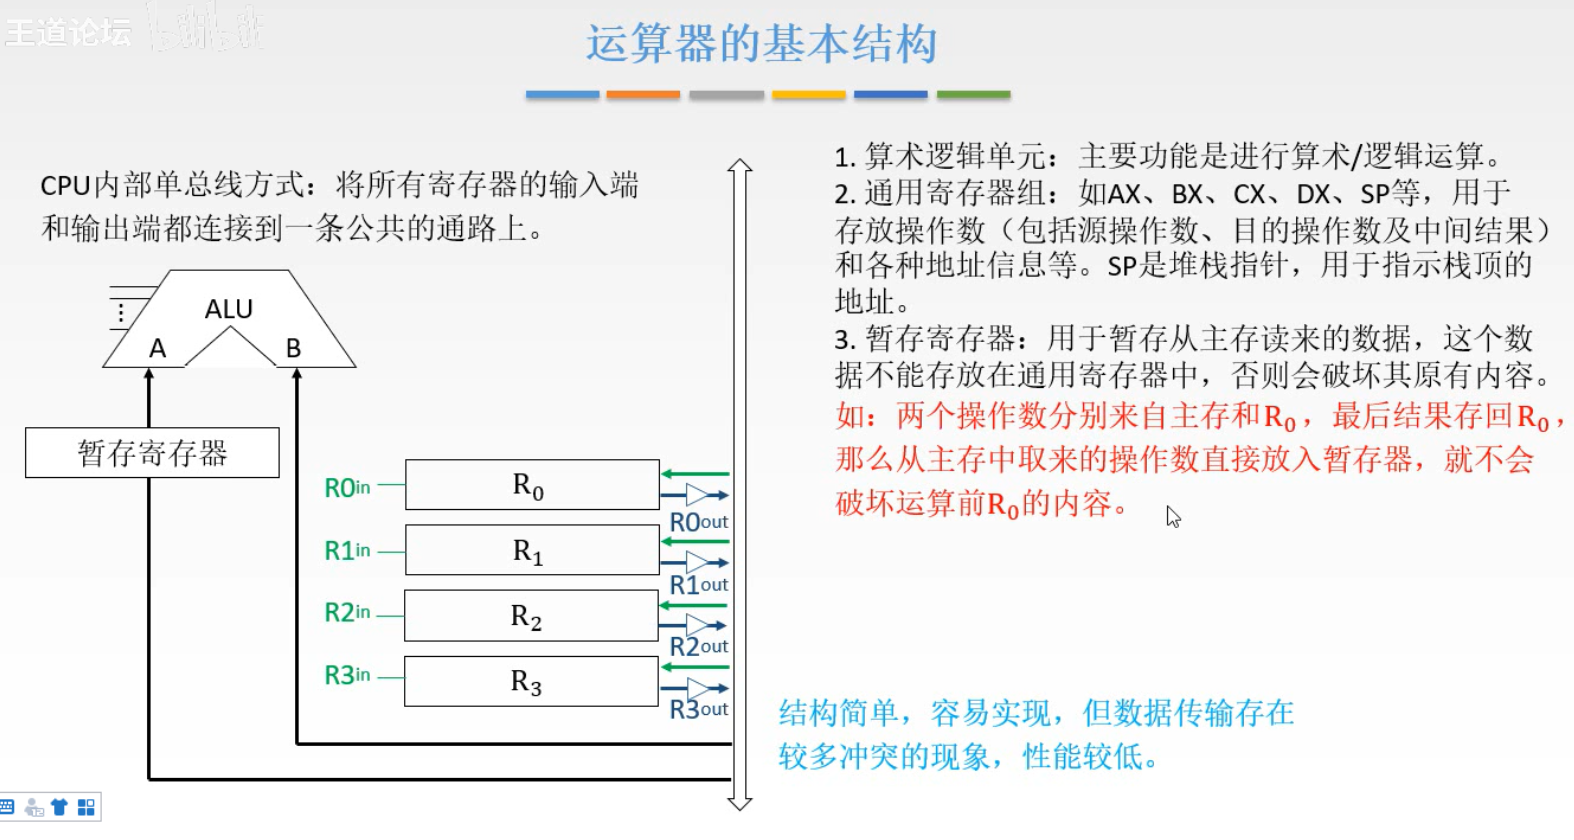 王道论坛 bilibili
运算器的基本结构
CPU内部单总线方式：将所有寄存器的输入端
和输出端都连接到一条公共的通路上。
ALU
A
B
暂存寄存器
R0in
R₀
R0out
R1in
R₁
R1out
R2in
R₂
R2out
R3in
R₃
R3out
1. 算术逻辑单元：主要功能是进行算术/逻辑运算。
2. 通用寄存器组：如AX、BX、CX、DX、SP等，用于
存放操作数（包括源操作数、目的操作数及中间结果）
和各种地址信息等。SP是堆栈指针，用于指示栈顶的
地址。
3. 暂存寄存器：用于暂存从主存读来的数据，这个数
据不能存放在通用寄存器中，否则会破坏其原有内容。
如：两个操作数分别来自主存和R₀，最后结果存回R₀，
那么从主存中取来的操作数直接放入暂存器，就不会
破坏运算前R₀的内容。
结构简单，容易实现，但数据传输存在
较多冲突的现象，性能较低。